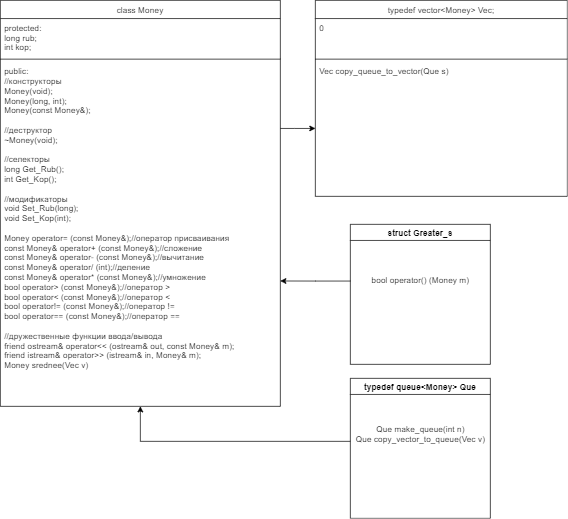 class Money
protected:
long rub;
int kop;
public:
//конструкторы
Money(void);
Money(long, int);
Money(const Money&);
//деструктор
~Money(void);
//селекторы
long Get_Rub();
int Get_Kop();
//модификаторы
void Set_Rub(long);
void Set_Kop(int);
Money operator= (const Money&);//оператор присваивания
const Money& operator+ (const Money&);//сложение
const Money& operator- (const Money&);//вычитание
const Money& operator/ (int);//деление
const Money& operator* (const Money&);//умножение
bool operator> (const Money&);//оператор >
bool operator< (const Money&);//оператор <
bool operator!= (const Money&);//оператор !=
bool operator== (const Money&);//оператор ==
//дружественные функции ввода/вывода
friend ostream& operator<< (ostream& out, const Money& m);
friend istream& operator>> (istream& in, Money& m);
Money srednee(Vec v)
typedef vector<Money> Vec;
0
Vec copy_queue_to_vector(Que s)
struct Greater_s
bool operator() (Money m)
typedef queue<Money> Que
Que make_queue(int n)
Que copy_vector_to_queue(Vec v)